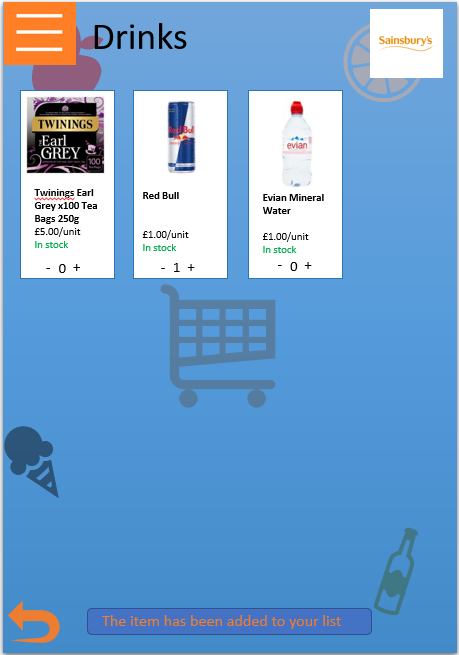 Drinks
Sainsbury's
TWININGS
Earl
GREY
100
Twinings Earl
Grey x100 Tea
Bags 250g
£5.00/unit
In stock
- 0 +
Red Bull
Red Bull
£1.00/unit
In stock
- 1 +
evian
Evian Mineral
Water
£1.00/unit
In stock
- 0 +
The item has been added to your list